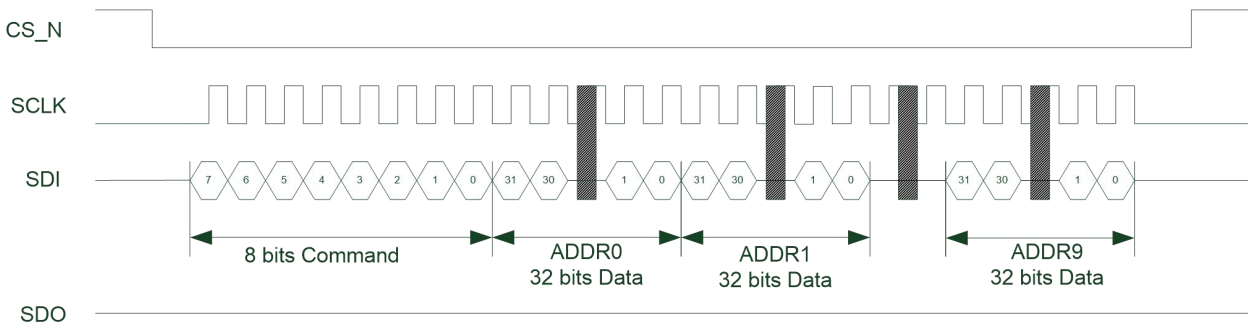 CS_N
SCLK
SDI
7 6 5 4 3 2 1 0 31 30 1 0 31 30 1 0 31 30 1 0
8 bits Command
ADDR0
32 bits Data
ADDR1
32 bits Data
ADDR9
32 bits Data
SDO